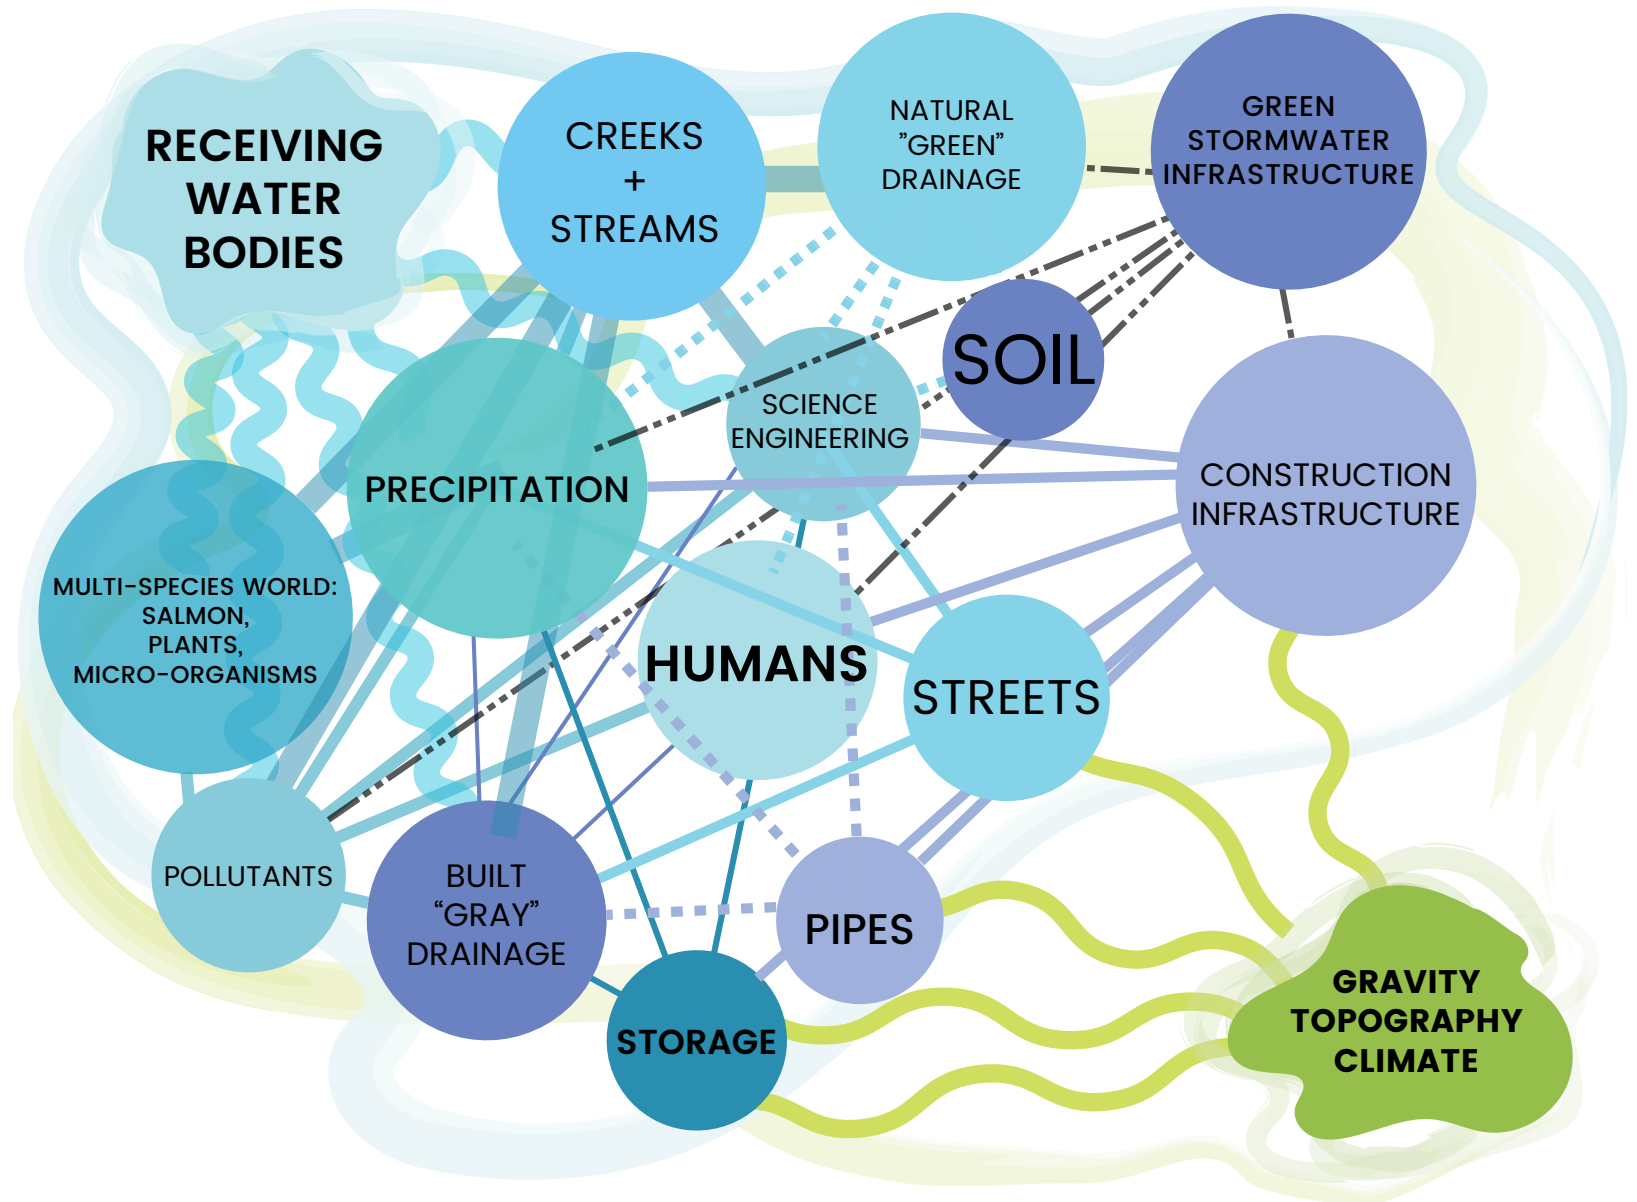 RECEIVING
WATER
BODIES
CREEKS
+
STREAMS
NATURAL
”GREEN”
DRAINAGE
GREEN
STORMWATER
INFRASTRUCTURE
SOIL
SCIENCE
ENGINEERING
PRECIPITATION
CONSTRUCTION
INFRASTRUCTURE
MULTI-SPECIES WORLD:
SALMON,
PLANTS,
MICRO-ORGANISMS
HUMANS
STREETS
POLLUTANTS
BUILT
“GRAY”
DRAINAGE
PIPES
STORAGE
GRAVITY
TOPOGRAPHY
CLIMATE